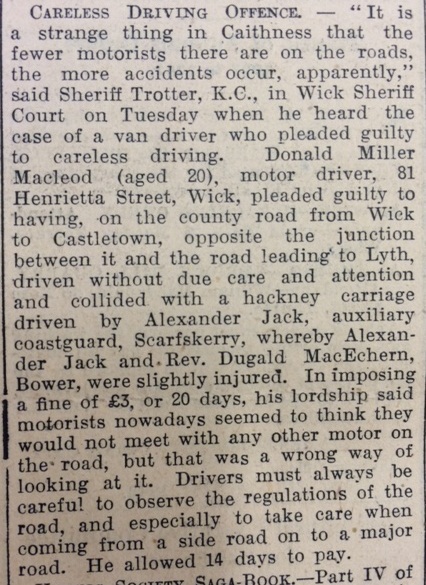 CARELESS DRIVING OFFENCE. — "It is
a strange thing in Caithness that the
fewer motorists there are on the roads,
the more accidents occur, apparently,"
said Sheriff Trotter, K.C., in Wick Sheriff
Court on Tuesday when he heard the
case of a van driver who pleaded guilty
to careless driving. Donald Miller
Macleod (aged 20), motor driver, 81
Henrietta Street, Wick, pleaded guilty to
having, on the county road from Wick
to Castletown, opposite the junction
between it and the road leading to Lyth,
driven without due care and attention
and collided with a hackney carriage
driven by Alexander Jack, auxiliary
coastguard, Scarfskerry, whereby Alexan-
der Jack and Rev. Dugald MacEchern,
Bower, were slightly injured. In imposing
a fine of £3, or 20 days, his lordship said
motorists nowadays seemed to think they
would not meet with any other motor on
the road, but that was a wrong way of
looking at it. Drivers must always be
careful to observe the regulations of the
road, and especially to take care when
coming from a side road on to a major
road. He allowed 14 days to pay.
SOCIETY SAGA-BOOK.—Part IV of